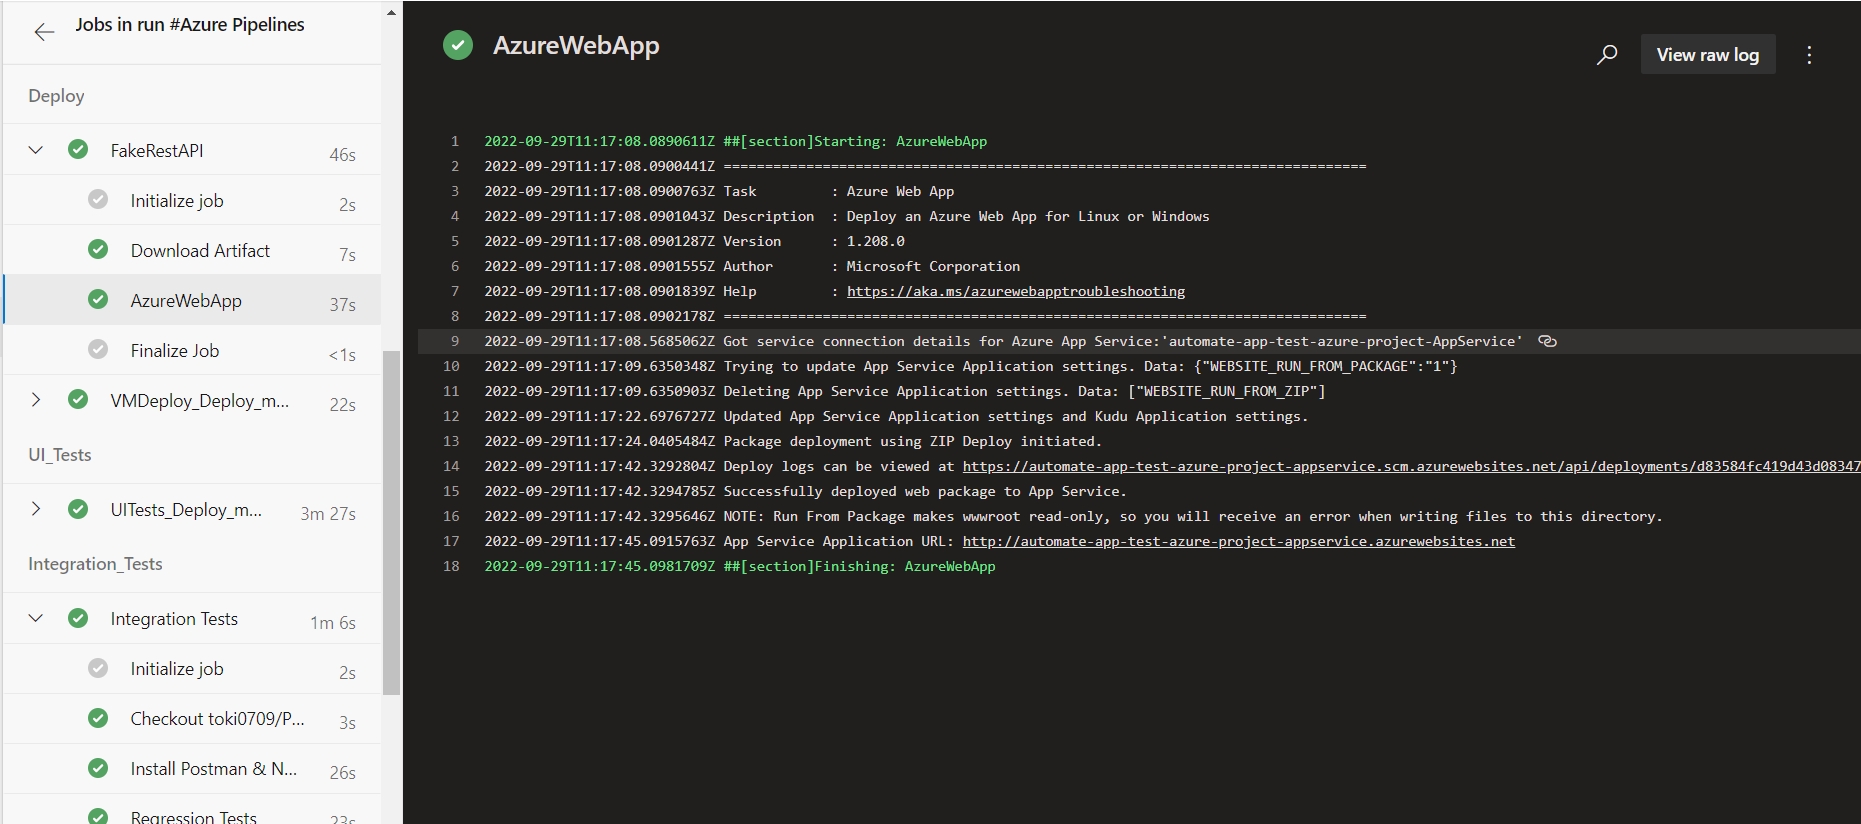 Jobs in run #Azure Pipelines
Deploy
FakeRestAPI 46s
Initialize job 2s
Download Artifact 7s
AzureWebApp 37s
Finalize Job <1s
VMDeploy_Deploy_m... 22s
UI_Tests
UITests_Deploy_m... 3m 27s
Integration_Tests
Integration Tests 1m 6s
Initialize job 2s
Checkout toki0709/P... 3s
Install Postman & N... 26s
Regression Tests 23s
AzureWebApp
View raw log
1 2022-09-29T11:17:08.0890611Z ##[section]Starting: AzureWebApp
2 2022-09-29T11:17:08.0900441Z ==============================================================================
3 2022-09-29T11:17:08.0900763Z Task : Azure Web App
4 2022-09-29T11:17:08.0901043Z Description : Deploy an Azure Web App for Linux or Windows
5 2022-09-29T11:17:08.0901287Z Version : 1.208.0
6 2022-09-29T11:17:08.0901555Z Author : Microsoft Corporation
7 2022-09-29T11:17:08.0901839Z Help : https://aka.ms/azurewebapptroubleshooting
8 2022-09-29T11:17:08.0902178Z ==============================================================================
9 2022-09-29T11:17:08.5685062Z Got service connection details for Azure App Service:'automate-app-test-azure-project-AppService'
10 2022-09-29T11:17:09.6350348Z Trying to update App Service Application settings. Data: {"WEBSITE_RUN_FROM_PACKAGE":"1"}
11 2022-09-29T11:17:09.6350903Z Deleting App Service Application settings. Data: ["WEBSITE_RUN_FROM_ZIP"]
12 2022-09-29T11:17:22.6976727Z Updated App Service Application settings and Kudu Application settings.
13 2022-09-29T11:17:24.0405484Z Package deployment using ZIP Deploy initiated.
14 2022-09-29T11:17:42.3292804Z Deploy logs can be viewed at https://automate-app-test-azure-project-appservice.scm.azurewebsites.net/api/deployments/d83584fc419d43d08347
15 2022-09-29T11:17:42.3294785Z Successfully deployed web package to App Service.
16 2022-09-29T11:17:42.3295646Z NOTE: Run From Package makes wwwroot read-only, so you will receive an error when writing files to this directory.
17 2022-09-29T11:17:45.0915763Z App Service Application URL: http://automate-app-test-azure-project-appservice.azurewebsites.net
18 2022-09-29T11:17:45.0981709Z ##[section]Finishing: AzureWebApp